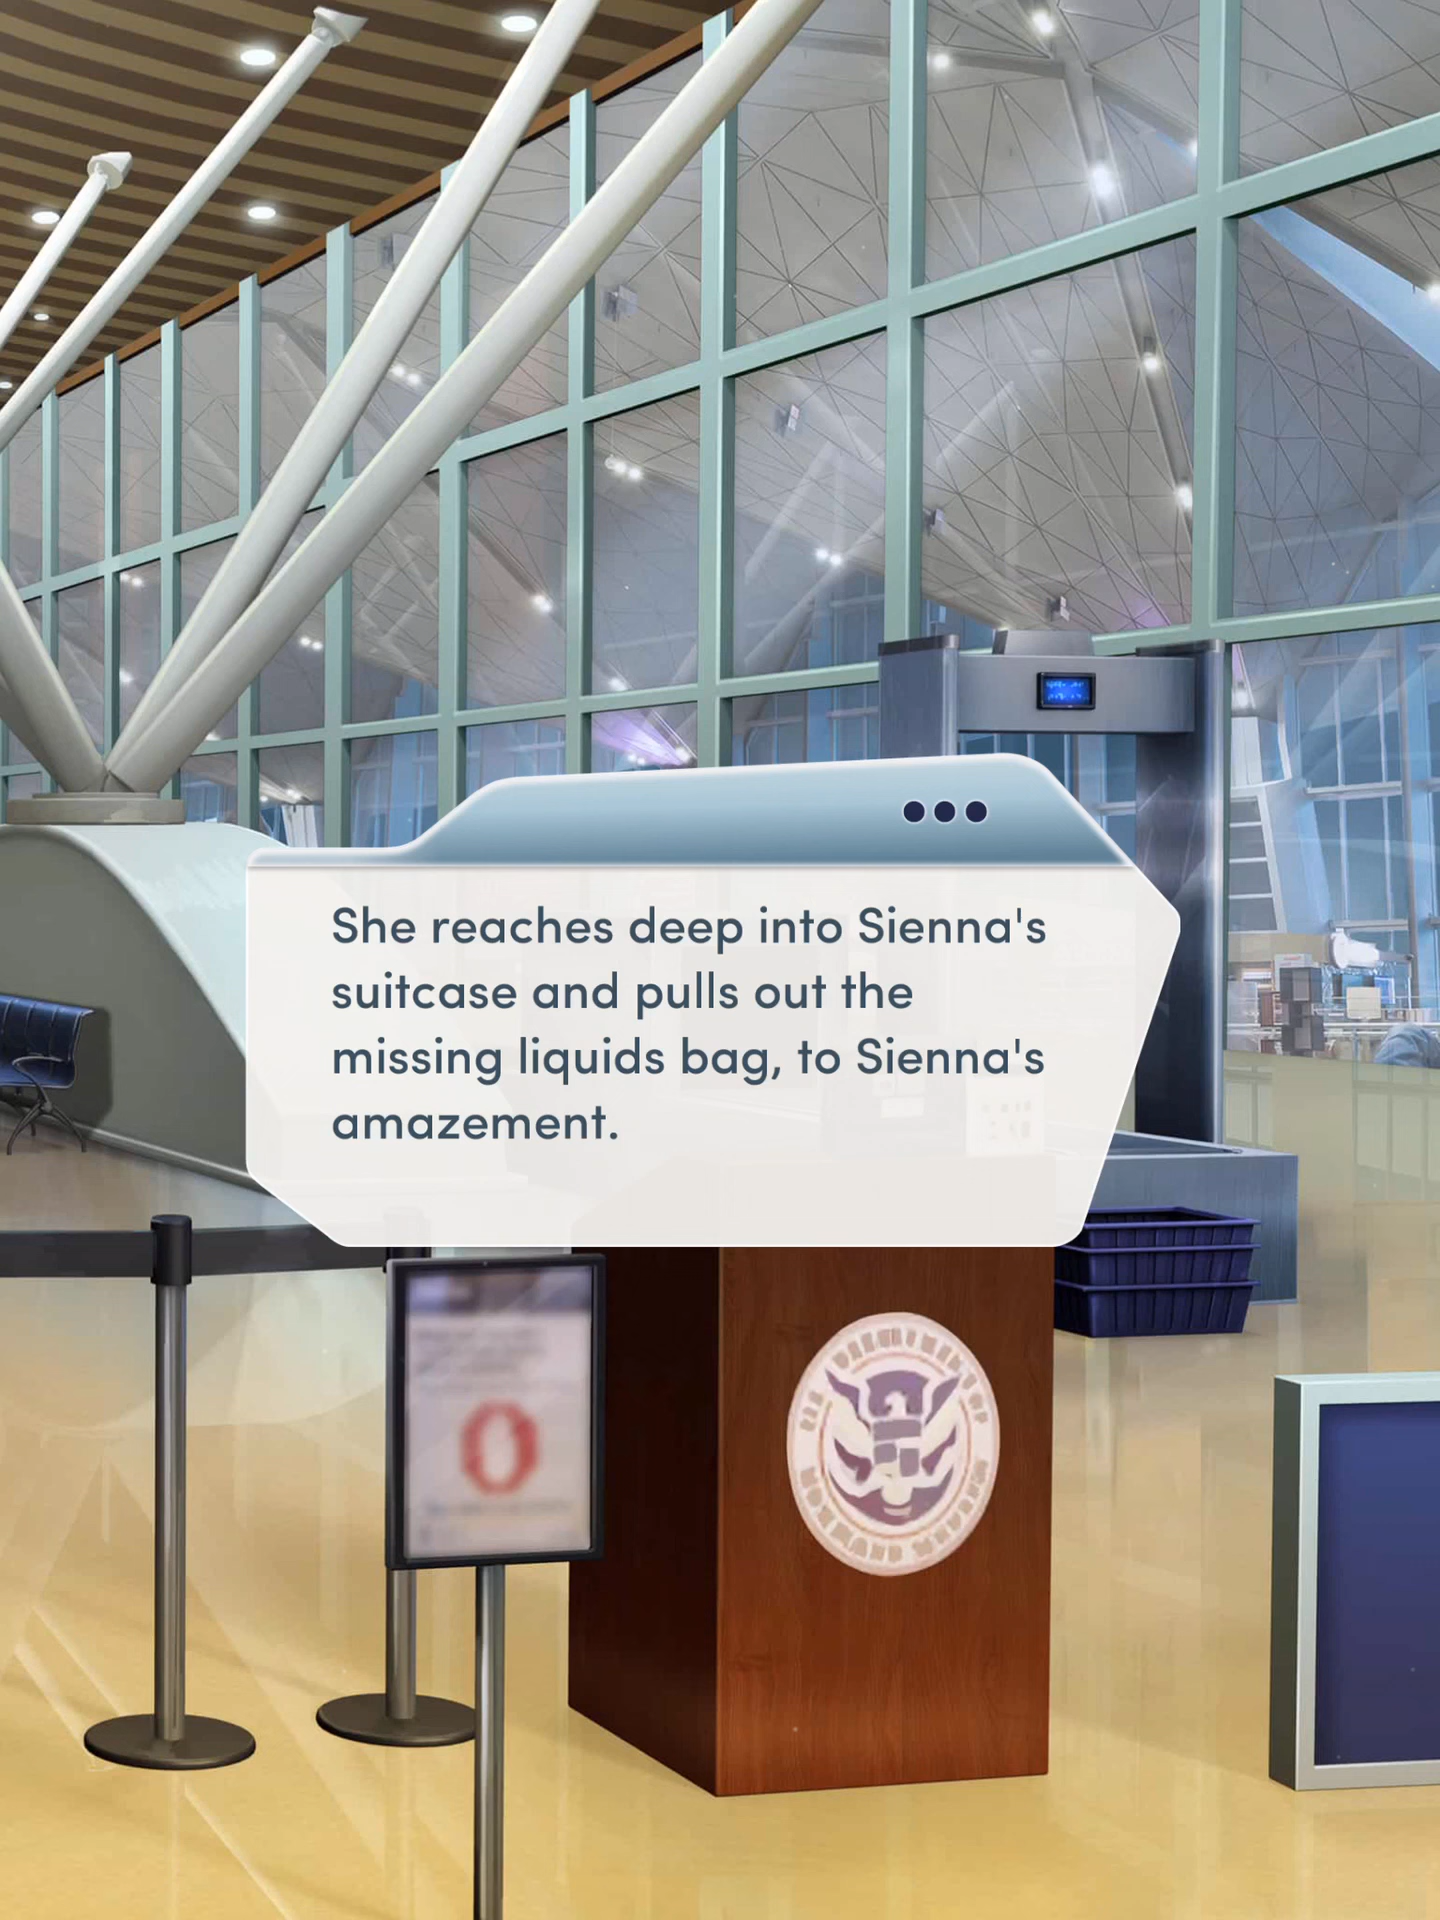 She reaches deep into Sienna's
suitcase and pulls out the
missing liquids bag, to Sienna's
amazement.